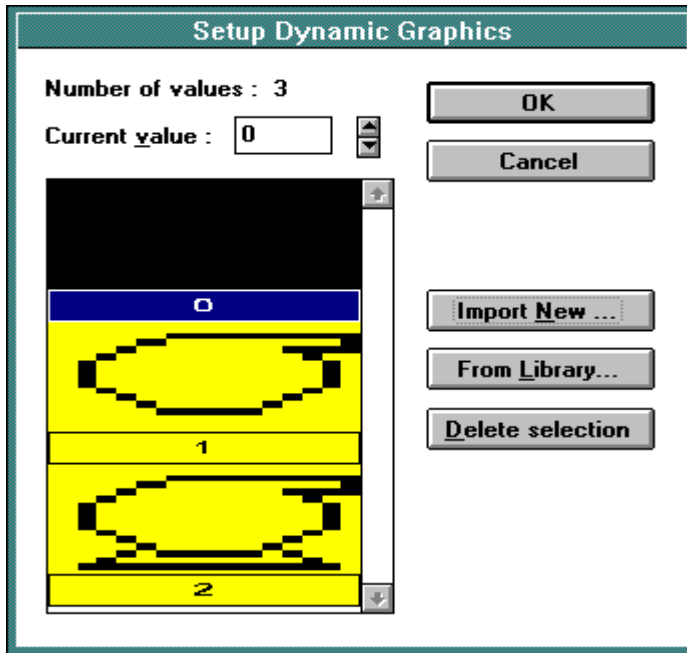 Setup Dynamic Graphics
Number of values : 3
Current value : 0
OK
Cancel
0
1
2
Import New ...
From Library...
Delete selection